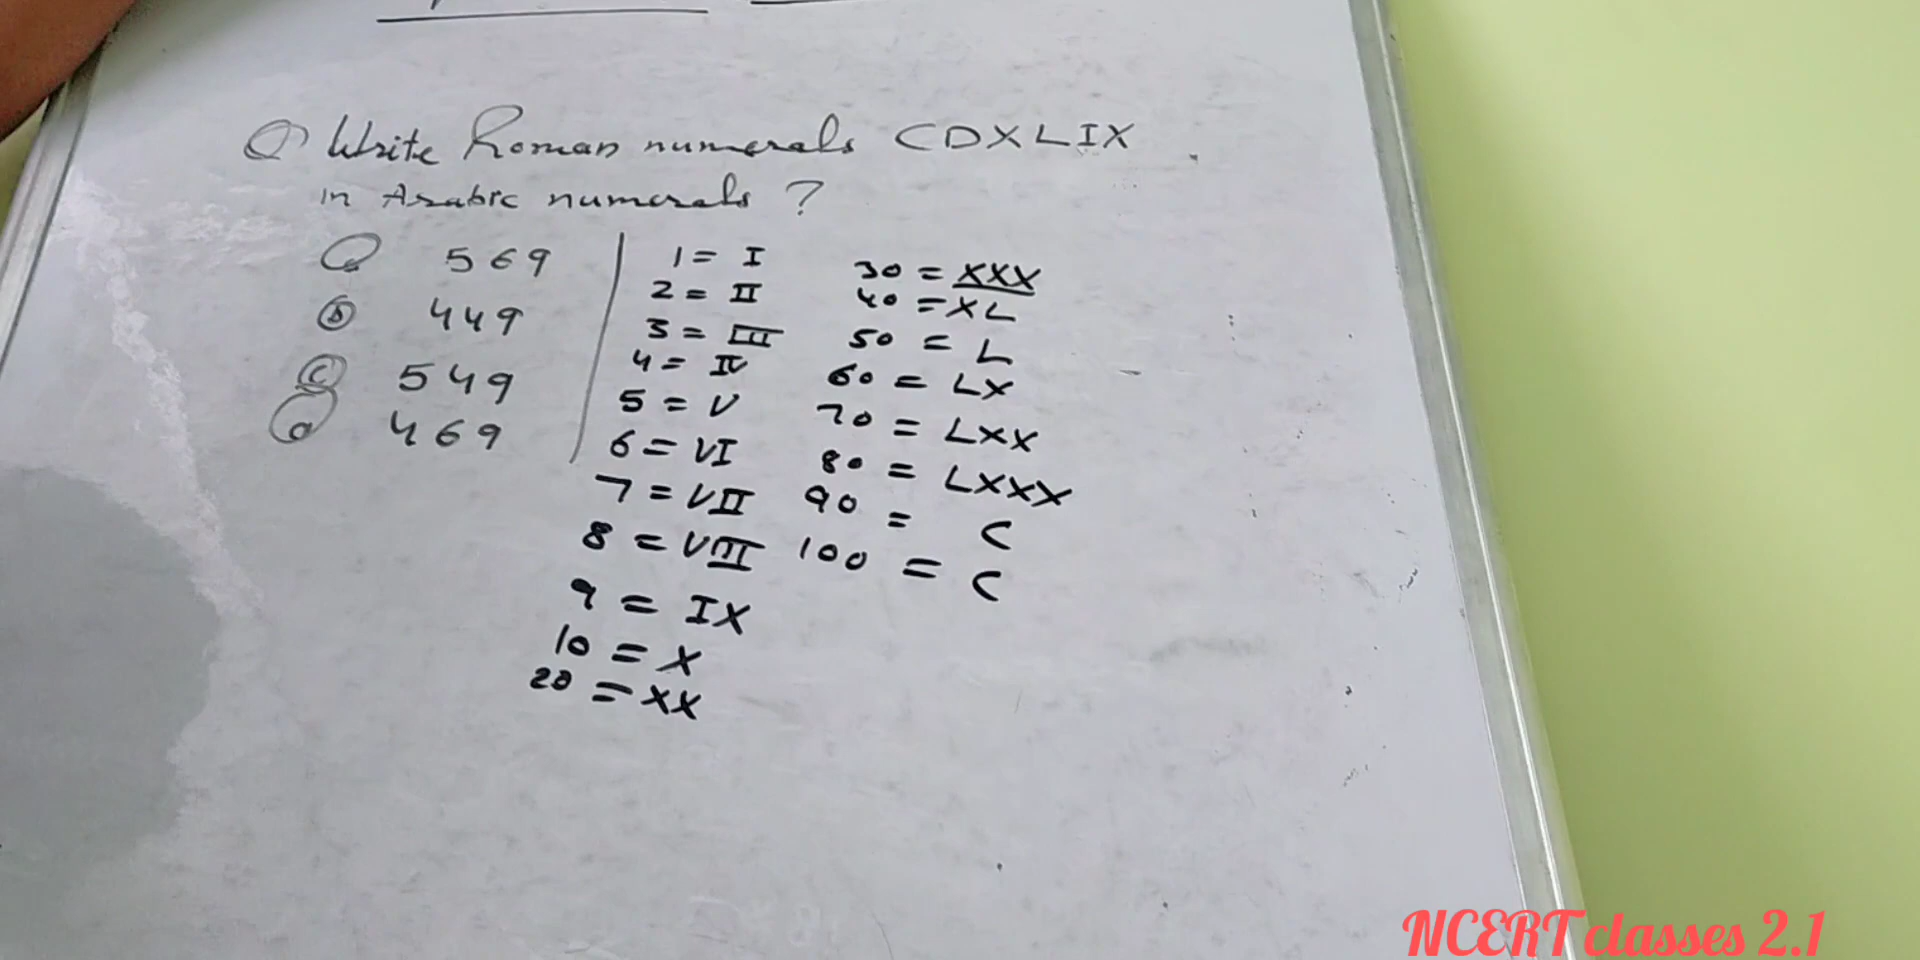 Q Write Roman numerals CDXLIX
in Arabic numerals ?
a 569
b 449
c 549
d 469
1 = I
2 = II
3 = III
4 = IV
5 = V
6 = VI
7 = VII
8 = VIII
9 = IX
10 = X
20 = XX
30 = XXX
40 = XL
50 = L
60 = LX
70 = LXX
80 = LXXX
90 = C
100 = C
NCERT classes 2.1